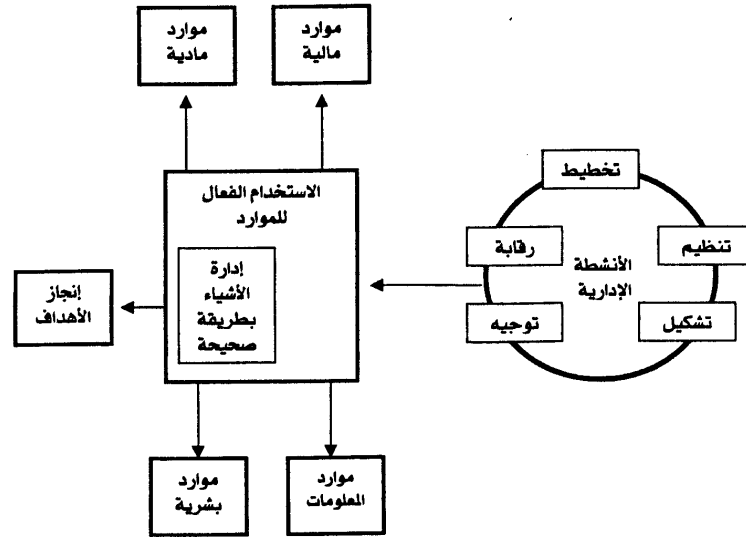 موارد
مادية
موارد
مالية
تخطيط
الاستخدام الفعال
للموارد
رقابة
الأنشطة
الإدارية
تنظيم
إدارة
الأشياء
بطريقة
صحيحة
إنجاز
الأهداف
توجيه
تشكيل
موارد
بشرية
موارد
المعلومات